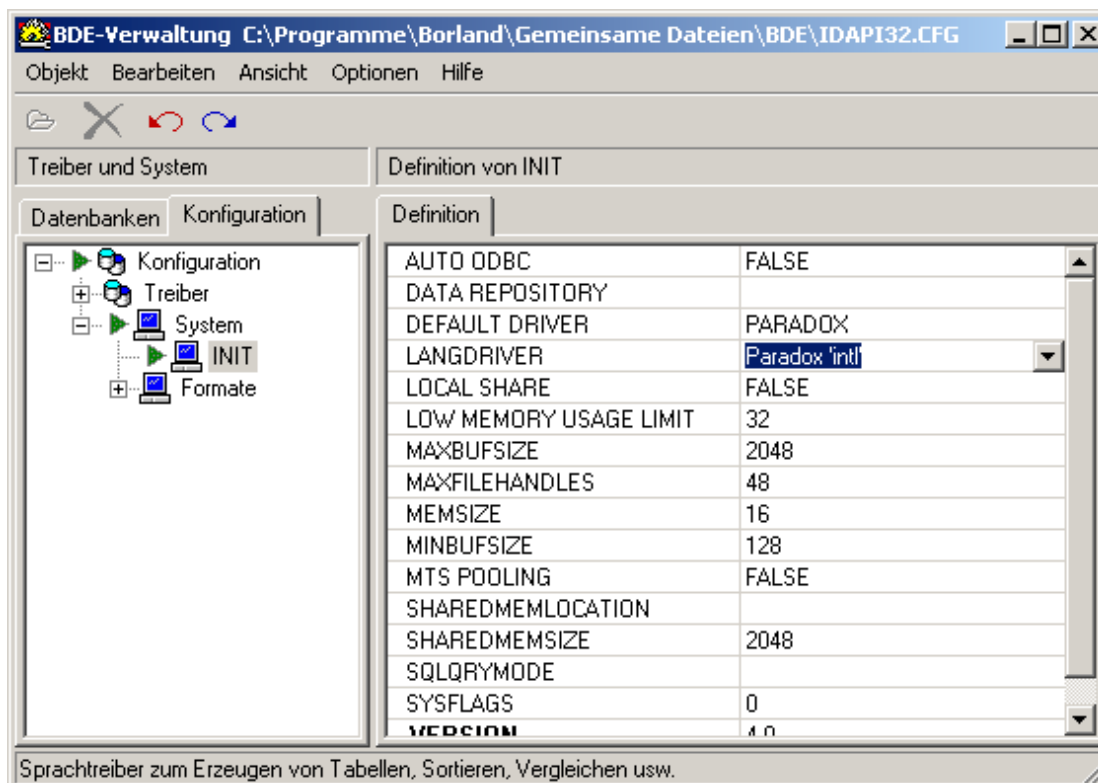 BDE-Verwaltung C:\Programme\Borland\Gemeinsame Dateien\BDE\IDAPI32.CFG
Objekt Bearbeiten Ansicht Optionen Hilfe
Treiber und System
Definition von INIT
Datenbanken Konfiguration
Definition
Konfiguration
Treiber
System
INIT
Formate
AUTO ODBC FALSE
DATA REPOSITORY
DEFAULT DRIVER PARADOX
LANGDRIVER Paradox 'intl'
LOCAL SHARE FALSE
LOW MEMORY USAGE LIMIT 32
MAXBUFSIZE 2048
MAXFILEHANDLES 48
MEMSIZE 16
MINBUFSIZE 128
MTS POOLING FALSE
SHAREDMEMLOCATION
SHAREDMEMSIZE 2048
SQLQRYMODE
SYSFLAGS 0
VERSION 4.0
Sprachtreiber zum Erzeugen von Tabellen, Sortieren, Vergleichen usw.